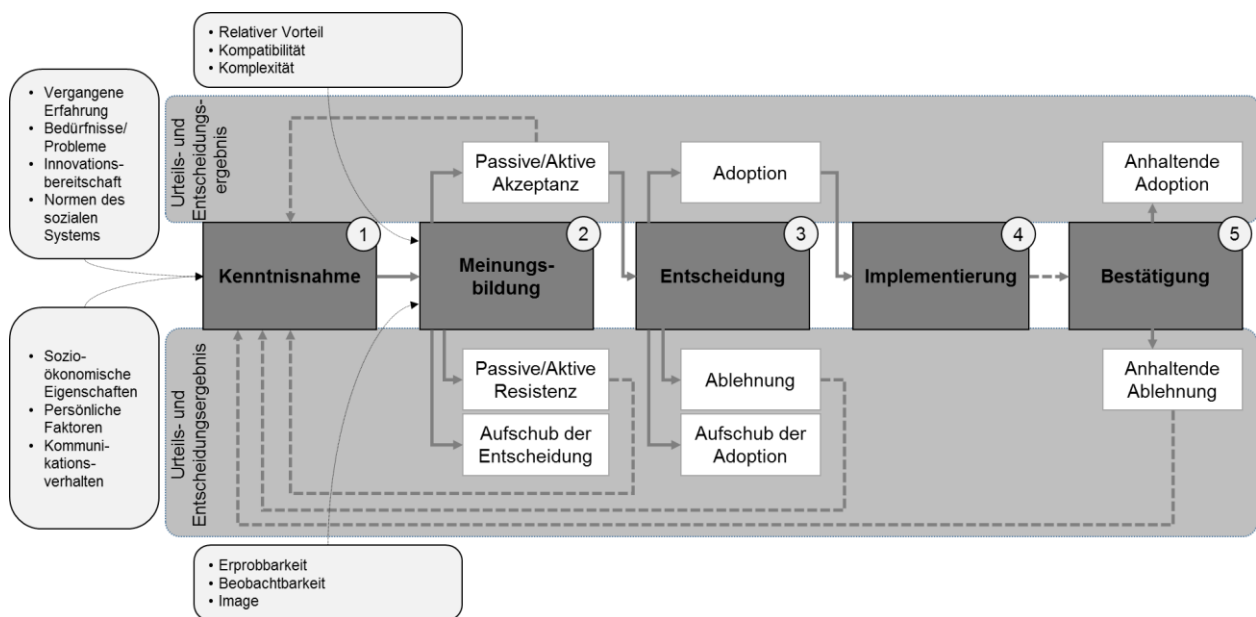 • Relativer Vorteil
• Kompatibilität
• Komplexität
• Vergangene
Erfahrung
• Bedürfnisse/
Probleme
• Innovations-
bereitschaft
• Normen des
sozialen
Systems
Urteils- und
Entscheidungs-
ergebnis
Passive/Aktive
Akzeptanz
Adoption
Anhaltende
Adoption
1
Kenntnisnahme
2
Meinungs-
bildung
3
Entscheidung
4
Implementierung
5
Bestätigung
• Sozio-
ökonomische
Eigenschaften
• Persönliche
Faktoren
• Kommuni-
kations-
verhalten
Urteils- und
Entscheidungsergebnis
Passive/Aktive
Resistenz
Aufschub der
Entscheidung
Ablehnung
Aufschub der
Adoption
Anhaltende
Ablehnung
• Erprobbarkeit
• Beobachtbarkeit
• Image